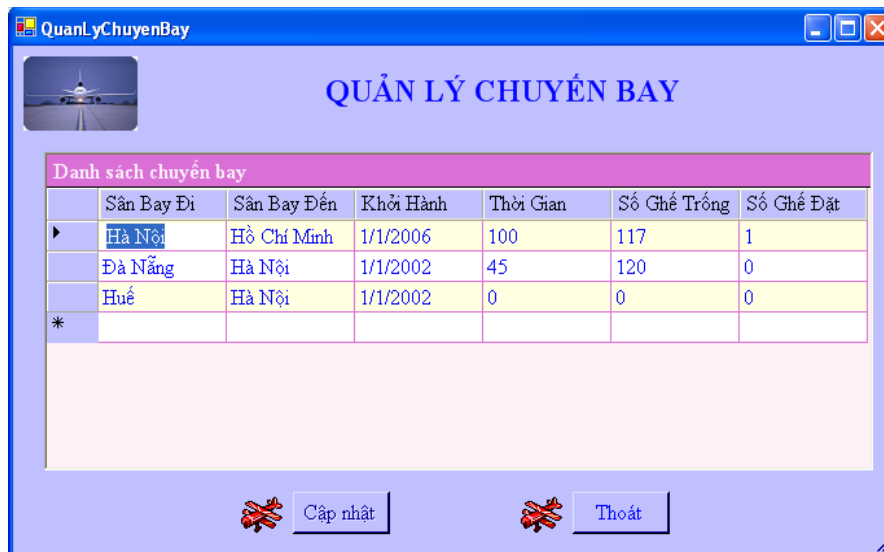 QuanLyChuyenBay
QUẢN LÝ CHUYẾN BAY
Danh sách chuyến bay
Sân Bay Đi Sân Bay Đến Khởi Hành Thời Gian Số Ghế Trống Số Ghế Đặt
Hà Nội Hồ Chí Minh 1/1/2006 100 117 1
Đà Nẵng Hà Nội 1/1/2002 45 120 0
Huế Hà Nội 1/1/2002 0 0 0
Cập nhật Thoát